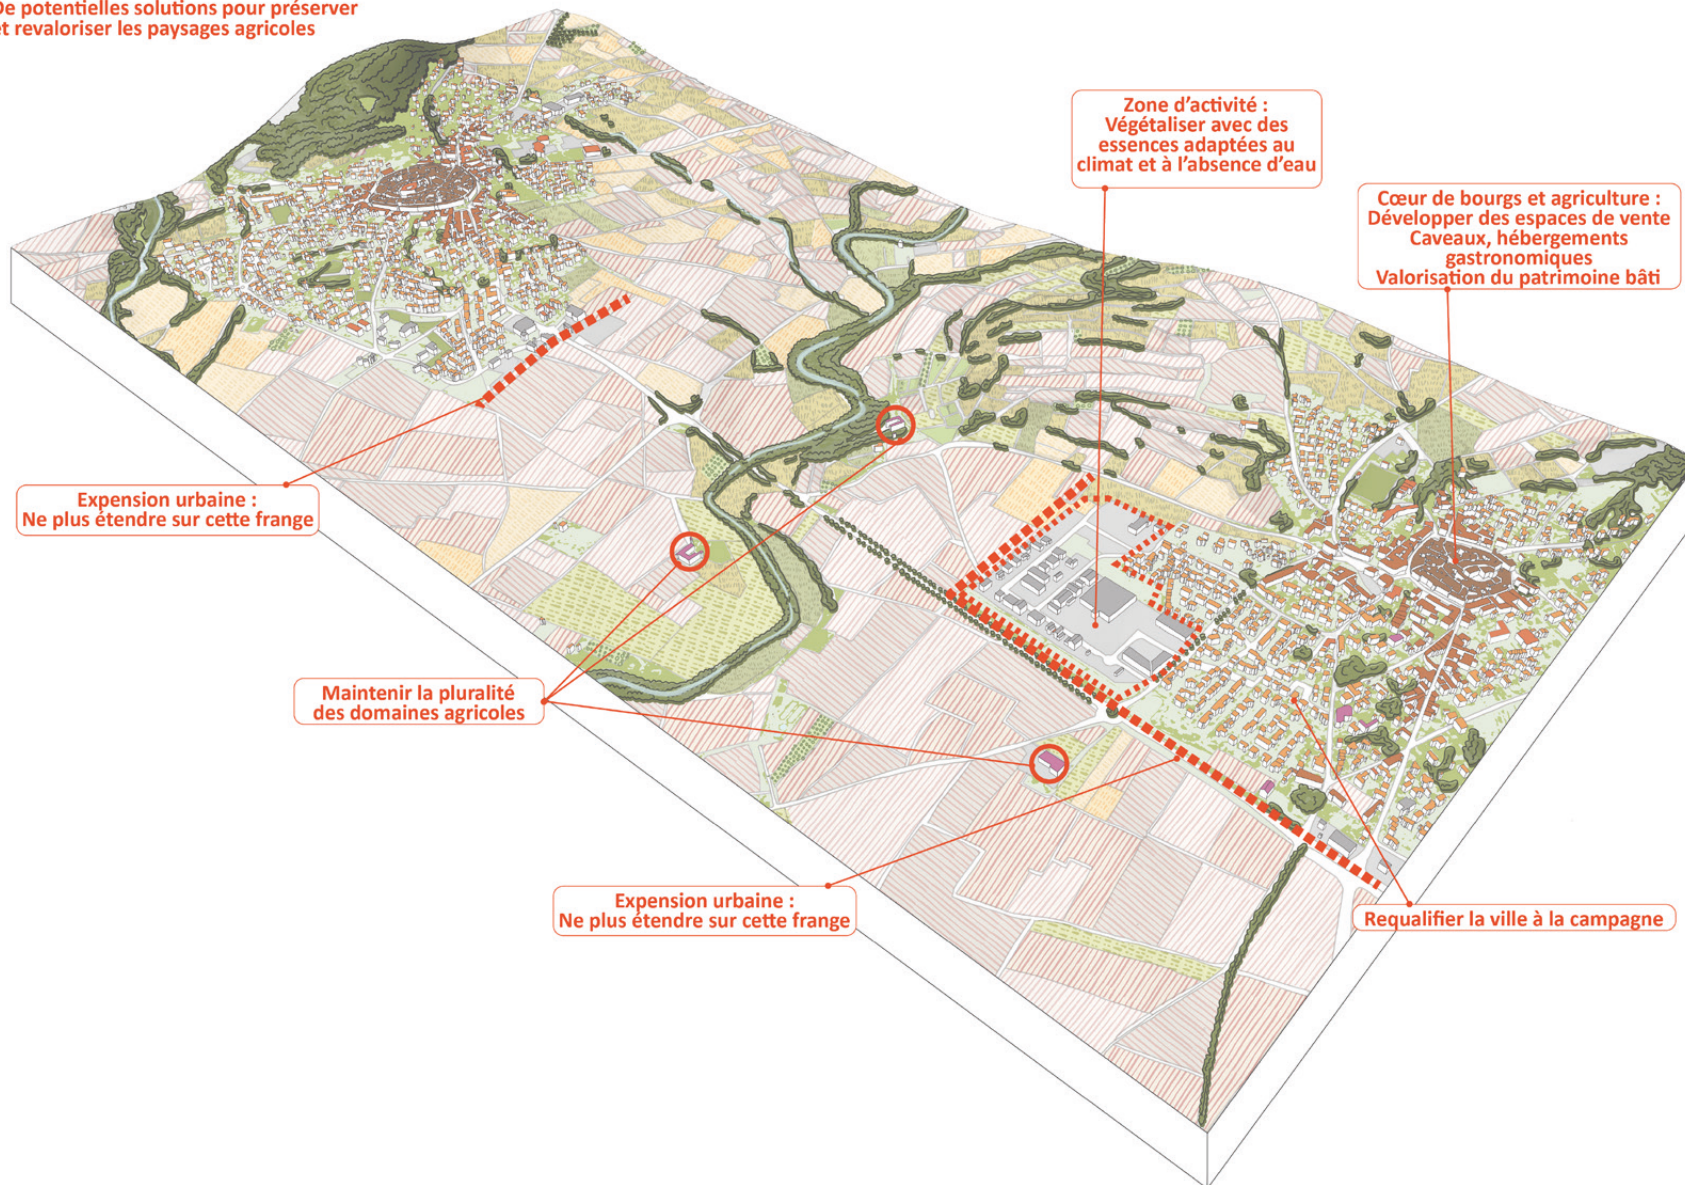 De potentielles solutions pour préserver
et revaloriser les paysages agricoles
Zone d'activité :
Végétaliser avec des
essences adaptées au
climat et à l'absence d'eau
Cœur de bourgs et agriculture :
Développer des espaces de vente
Caveaux, hébergements
gastronomiques
Valorisation du patrimoine bâti
Expension urbaine :
Ne plus étendre sur cette frange
Maintenir la pluralité
des domaines agricoles
Expension urbaine :
Ne plus étendre sur cette frange
Requalifier la ville à la campagne